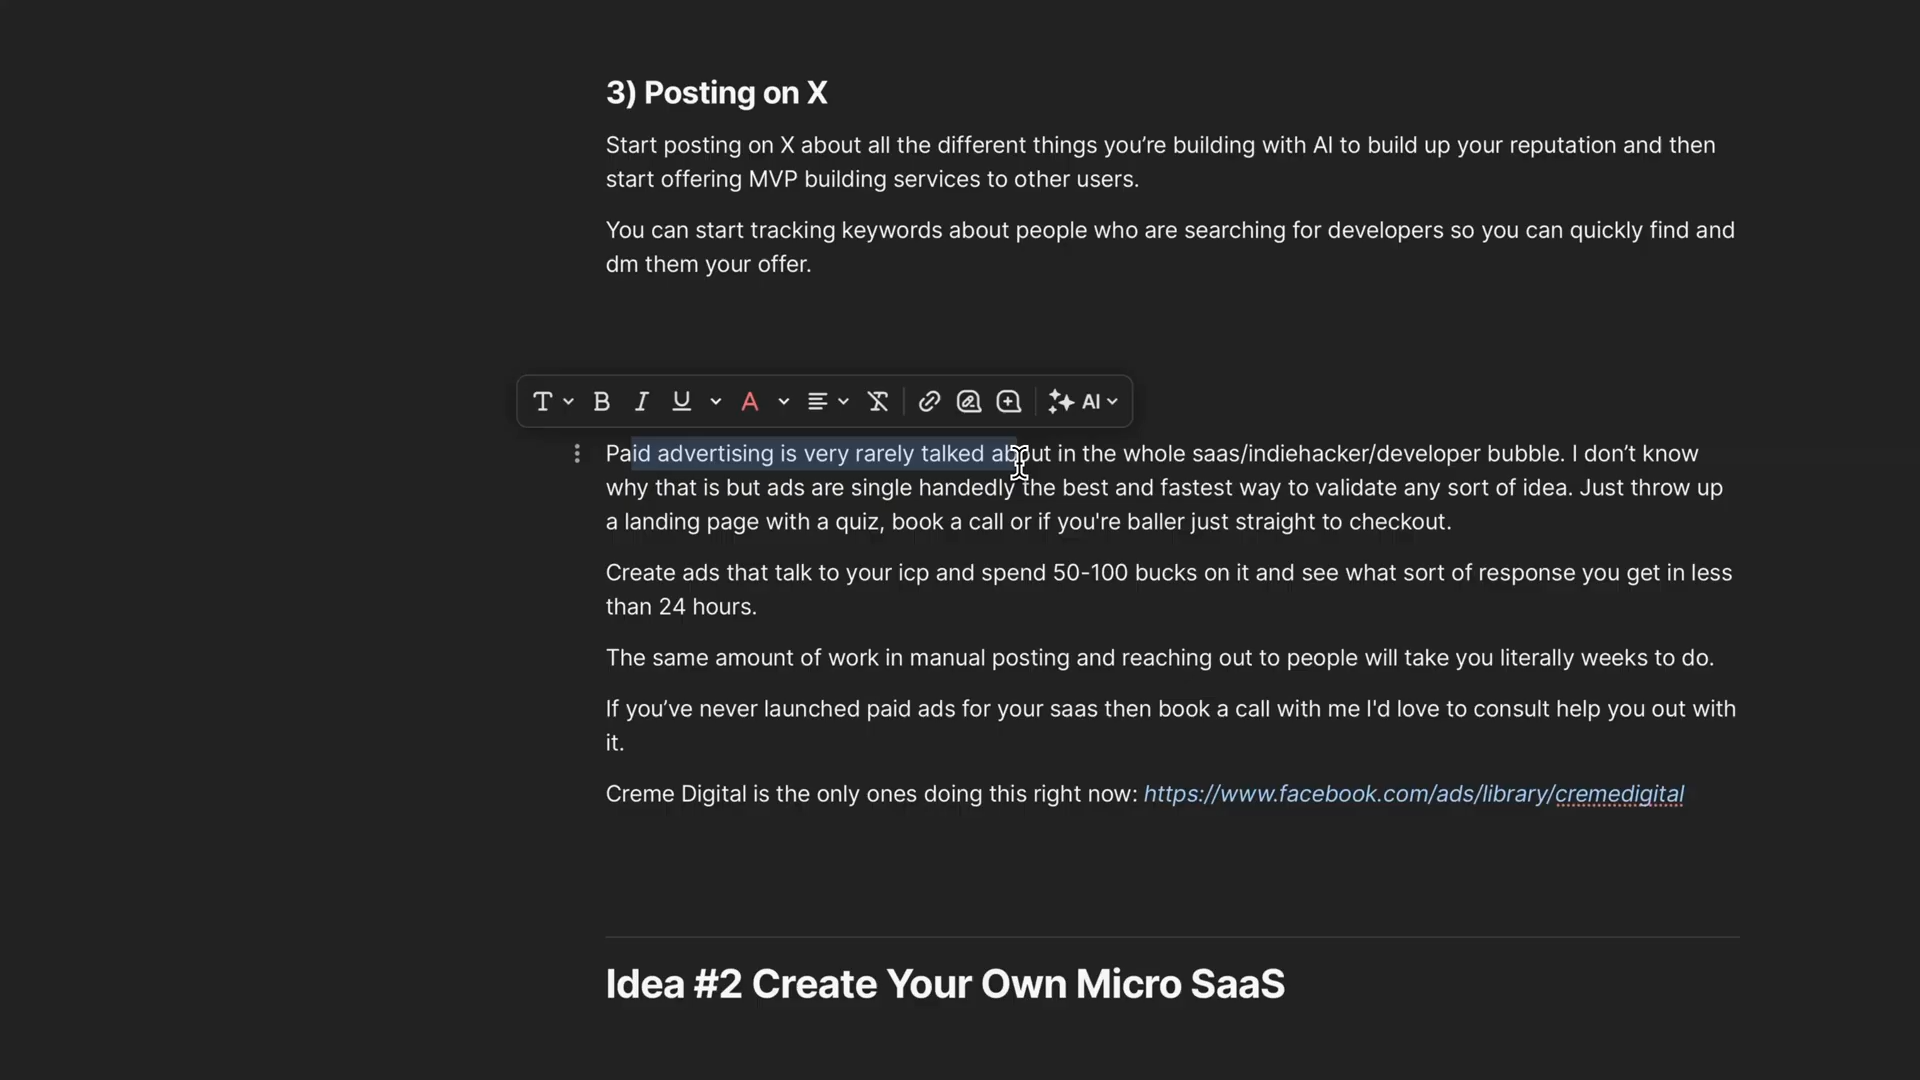 3) Posting on X
Start posting on X about all the different things you’re building with AI to build up your reputation and then
start offering MVP building services to other users.
You can start tracking keywords about people who are searching for developers so you can quickly find and
dm them your offer.
T B I U A AI
Paid advertising is very rarely talked about in the whole saas/indiehacker/developer bubble. I don’t know
why that is but ads are single handedly the best and fastest way to validate any sort of idea. Just throw up
a landing page with a quiz, book a call or if you're baller just straight to checkout.
Create ads that talk to your icp and spend 50-100 bucks on it and see what sort of response you get in less
than 24 hours.
The same amount of work in manual posting and reaching out to people will take you literally weeks to do.
If you’ve never launched paid ads for your saas then book a call with me I'd love to consult help you out with
it.
Creme Digital is the only ones doing this right now: https://www.facebook.com/ads/library/cremedigital
Idea #2 Create Your Own Micro SaaS